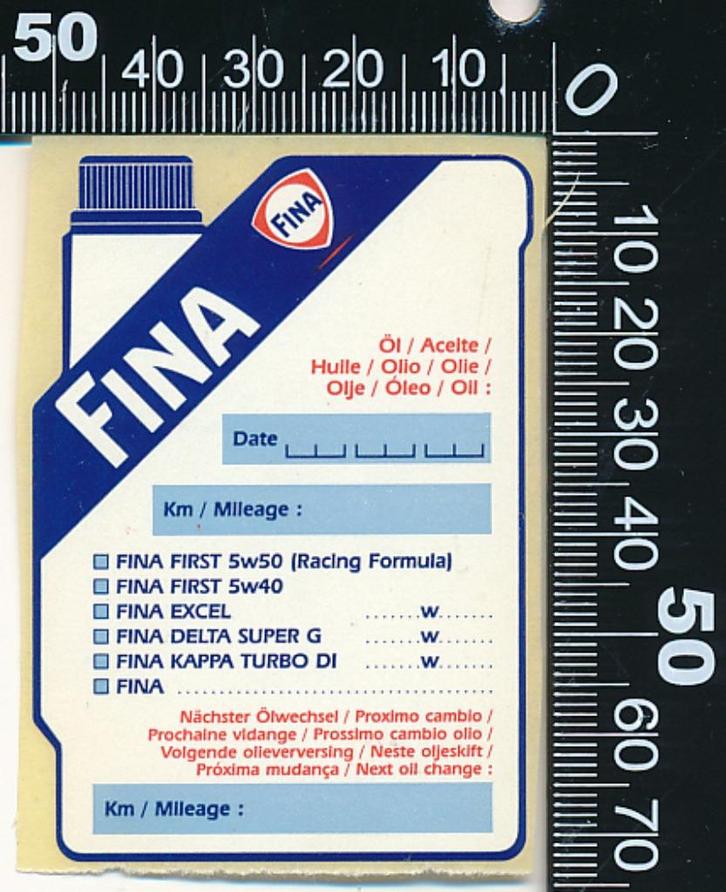 50 40 30 20 10 0
10 20 30 40 50 60 70
FINA
FINA
Öl / Aceite /
Huile / Olio / Olie /
Olje / Óleo / Oil :
Date
Km / Mileage :
FINA FIRST 5w50 (Racing Formula)
FINA FIRST 5w40
FINA EXCEL .......w.......
FINA DELTA SUPER G .......w.......
FINA KAPPA TURBO DI .......w.......
FINA ..........................................
Nächster Ölwechsel / Proximo cambio /
Prochaine vidange / Prossimo cambio olio /
Volgende olieverversing / Neste oljeskift /
Próxima mudança / Next oil change :
Km / Mileage :